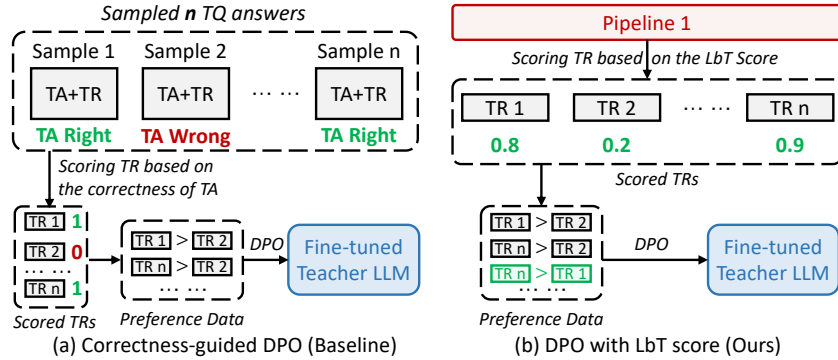 Sampled n TQ answers
Sample 1 Sample 2 Sample n
TA+TR TA+TR ... ... TA+TR
TA Right TA Wrong TA Right
Scoring TR based on
the correctness of TA
TR 1 1
TR 2 0
... ...
TR n 1
Scored TRs
TR 1 > TR 2
TR n > TR 2
... ...
Preference Data
DPO
Fine-tuned
Teacher LLM
(a) Correctness-guided DPO (Baseline)
Pipeline 1
Scoring TR based on the LbT Score
TR 1 TR 2 ... ... TR n
0.8 0.2 0.9
Scored TRs
TR 1 > TR 2
TR n > TR 2
TR n > TR 1
... ...
Preference Data
DPO
Fine-tuned
Teacher LLM
(b) DPO with LbT score (Ours)